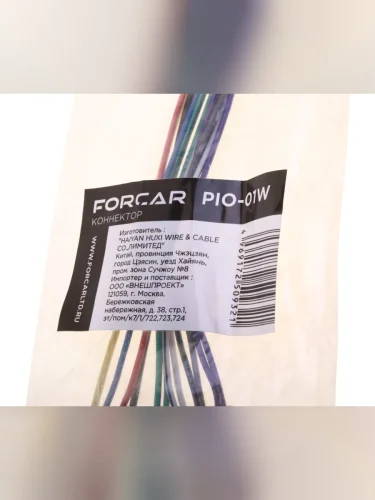 FORCAR PIO-01W
КОННЕКТОР
WWW.FORCARLTD.RU
Изготовитель :
"HAIYAN HUXI WIRE & CABLE
CO.,ЛИМИТЕД"
Китай, провинция Чжэцзян,
город Цзясин, уезд Хайянь,
пром. зона Сучжоу №8
Импортер и поставщик :
ООО «ВНЕШПРОЕКТ»
121059, г. Москва,
Бережковская
набережная, д. 38, стр.1,
эт/пом/к7/1/722,723,724